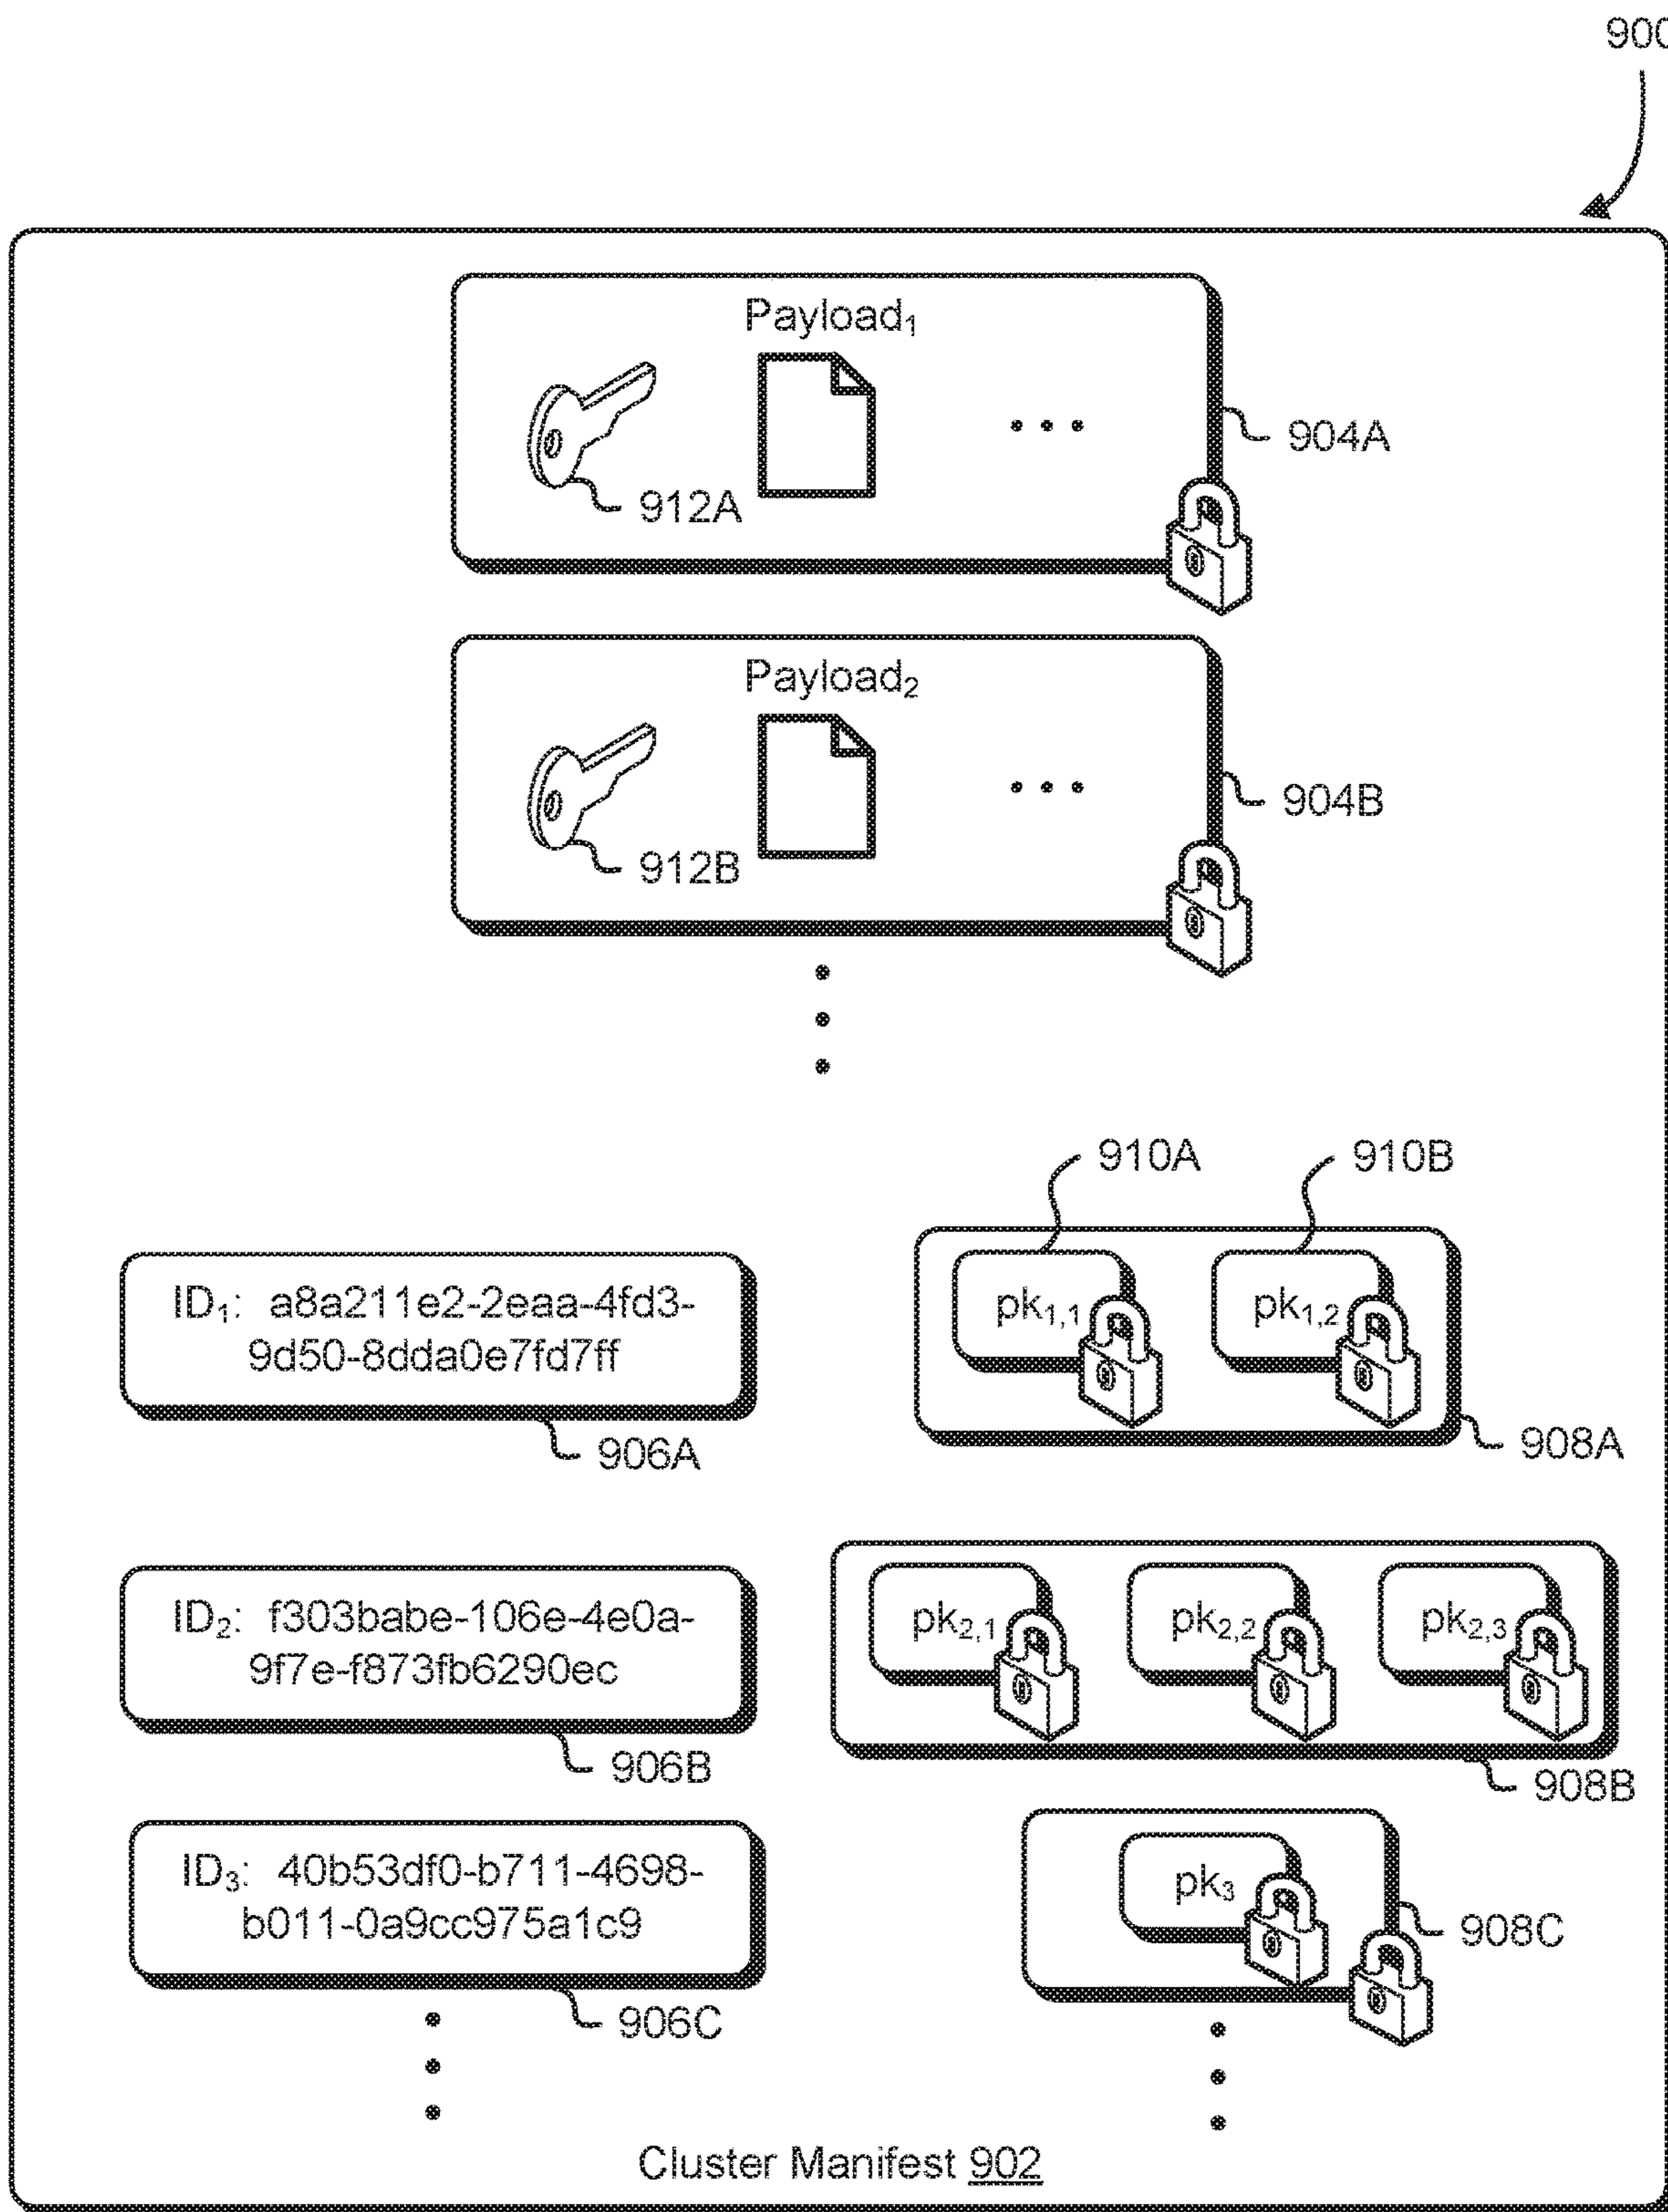 900
Payload₁
904A
912A
Payload₂
904B
912B
910A
910B
ID₁: a8a211e2-2eaa-4fd3-
9d50-8dda0e7fd7ff
pk₁,₁
pk₁,₂
906A
908A
ID₂: f303babe-106e-4e0a-
9f7e-f873fb6290ec
pk₂,₁
pk₂,₂
pk₂,₃
906B
908B
ID₃: 40b53df0-b711-4698-
b011-0a9cc975a1c9
pk₃
908C
906C
Cluster Manifest 902